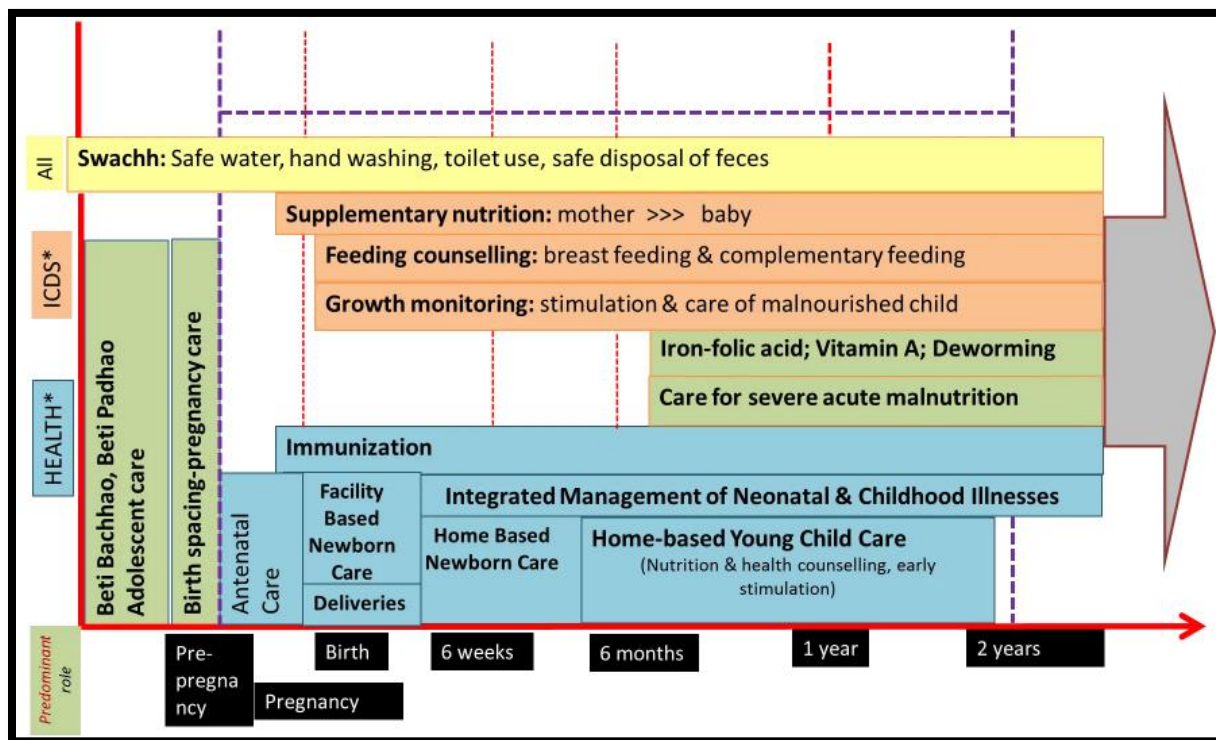 All
Swachh: Safe water, hand washing, toilet use, safe disposal of feces
ICDS*
Supplementary nutrition: mother >>> baby
Feeding counselling: breast feeding & complementary feeding
Growth monitoring: stimulation & care of malnourished child
Iron-folic acid; Vitamin A; Deworming
Care for severe acute malnutrition
HEALTH*
Beti Bachhao, Beti Padhao
Adolescent care
Birth spacing-pregnancy care
Immunization
Antenatal
Care
Facility
Based
Newborn
Care
Deliveries
Integrated Management of Neonatal & Childhood Illnesses
Home Based
Newborn Care
Home-based Young Child Care
(Nutrition & health counselling, early
stimulation)
Predominant
role
Pre-
pregna
ncy
Pregnancy
Birth
6 weeks
6 months
1 year
2 years